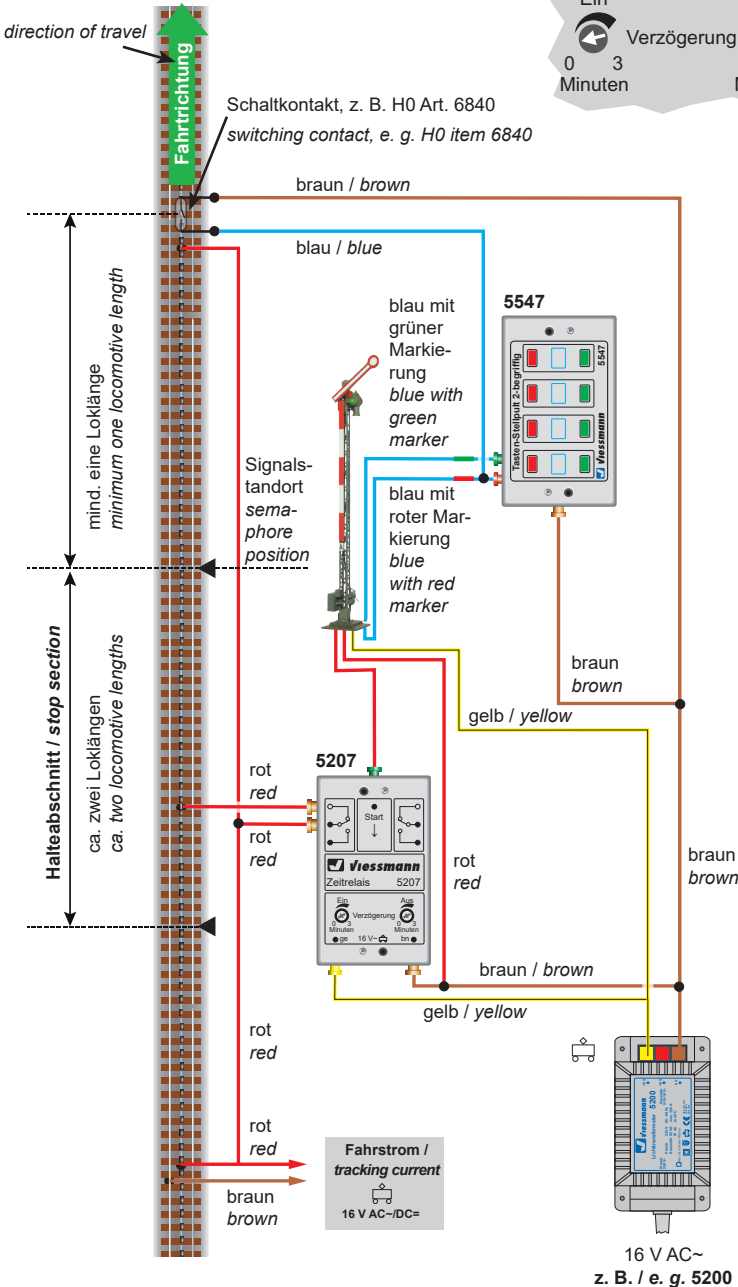 direction of travel
Fahrtrichtung
Ein
0 3
Verzögerung
Minuten
Schaltkontakt, z. B. H0 Art. 6840
switching contact, e. g. H0 item 6840
braun / brown
blau / blue
mind. eine Loklänge
minimum one locomotive length
blau mit
grüner
Markie-
rung
blue with
green
marker
5547
Tasten-Stellpult 2-begriffig
5547
Viessmann
Signals-
tandort
sema-
phore
position
blau mit
roter Mar-
kierung
blue
with red
marker
Halteabschnitt / stop section
ca. zwei Loklängen
ca. two locomotive lengths
braun
brown
gelb / yellow
5207
rot
red
rot
red
Start
Viessmann
Zeitrelais 5207
Ein Aus
Verzögerung
0 3 0 3
Minuten Minuten
ge 16 V~ bn
rot
red
braun
brown
braun / brown
gelb / yellow
rot
red
rot
red
braun
brown
Fahrstrom /
tracking current
16 V AC~/DC=
Viessmann
Lichttransformator 5200
16 V AC~
z. B. / e. g. 5200